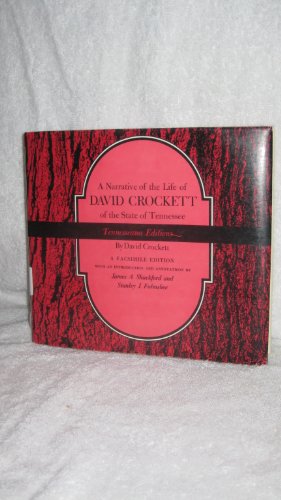 A Narrative of the Life of
DAVID CROCKETT
of the State of Tennessee
Tennesseana Editions
By David Crockett
A FACSIMILE EDITION
WITH AN INTRODUCTION AND ANNOTATIONS BY
James A Shackford and
Stanley J Folmsbee